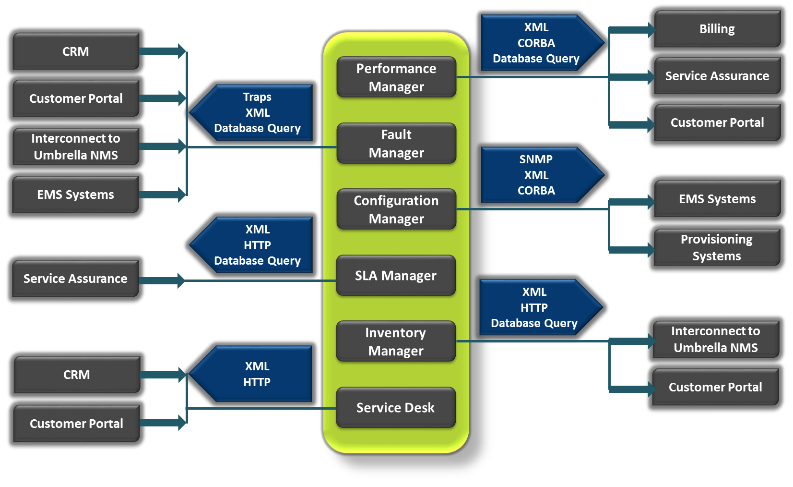 CRM
Customer Portal
Interconnect to
Umbrella NMS
EMS Systems
Traps
XML
Database Query
Service Assurance
XML
HTTP
Database Query
CRM
Customer Portal
XML
HTTP
Performance
Manager
Fault
Manager
Configuration
Manager
SLA Manager
Inventory
Manager
Service Desk
XML
CORBA
Database Query
Billing
Service Assurance
Customer Portal
SNMP
XML
CORBA
EMS Systems
Provisioning
Systems
XML
HTTP
Database Query
Interconnect to
Umbrella NMS
Customer Portal